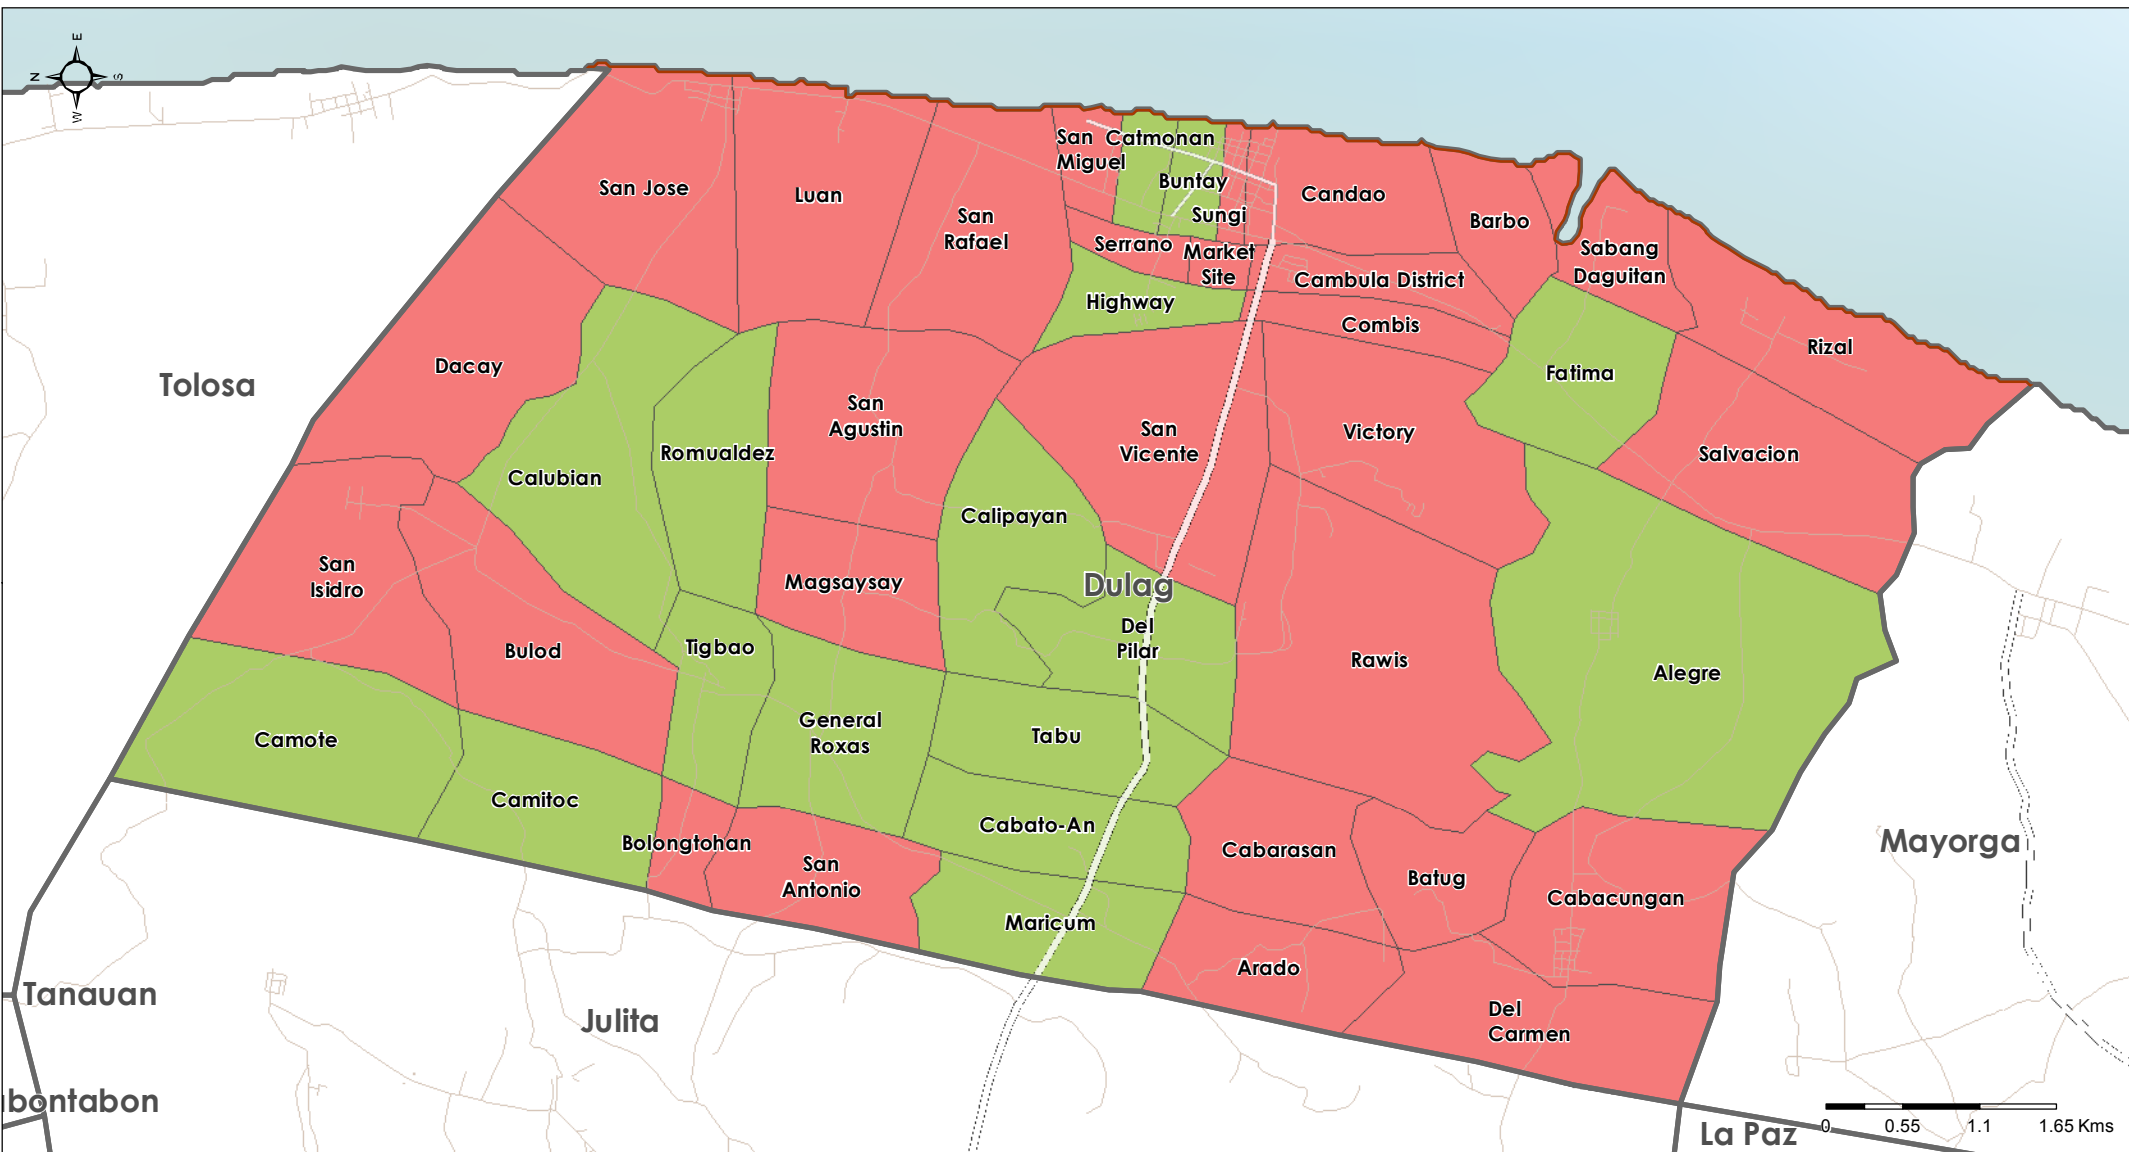 E
N
S
W
San
Miguel
Catmonan
San Jose
Luan
San
Rafael
Buntay
Sungi
Candao
Barbo
Serrano
Market
Site
Sabang
Daguitan
Cambula District
Highway
Combis
Rizal
Dacay
Tolosa
Fatima
San
Agustin
San
Vicente
Victory
Romualdez
Salvacion
Calubian
Calipayan
San
Isidro
Magsaysay
Dulag
Del
Pilar
Bulod
Tigbao
Rawis
Alegre
General
Roxas
Camote
Tabu
Camitoc
Cabato-An
Bolongtohan
San
Antonio
Cabarasan
Batug
Cabacungan
Mayorga
Maricum
Arado
Tanauan
Julita
Del
Carmen
bontabon
La Paz
0 0.55 1.1 1.65 Kms